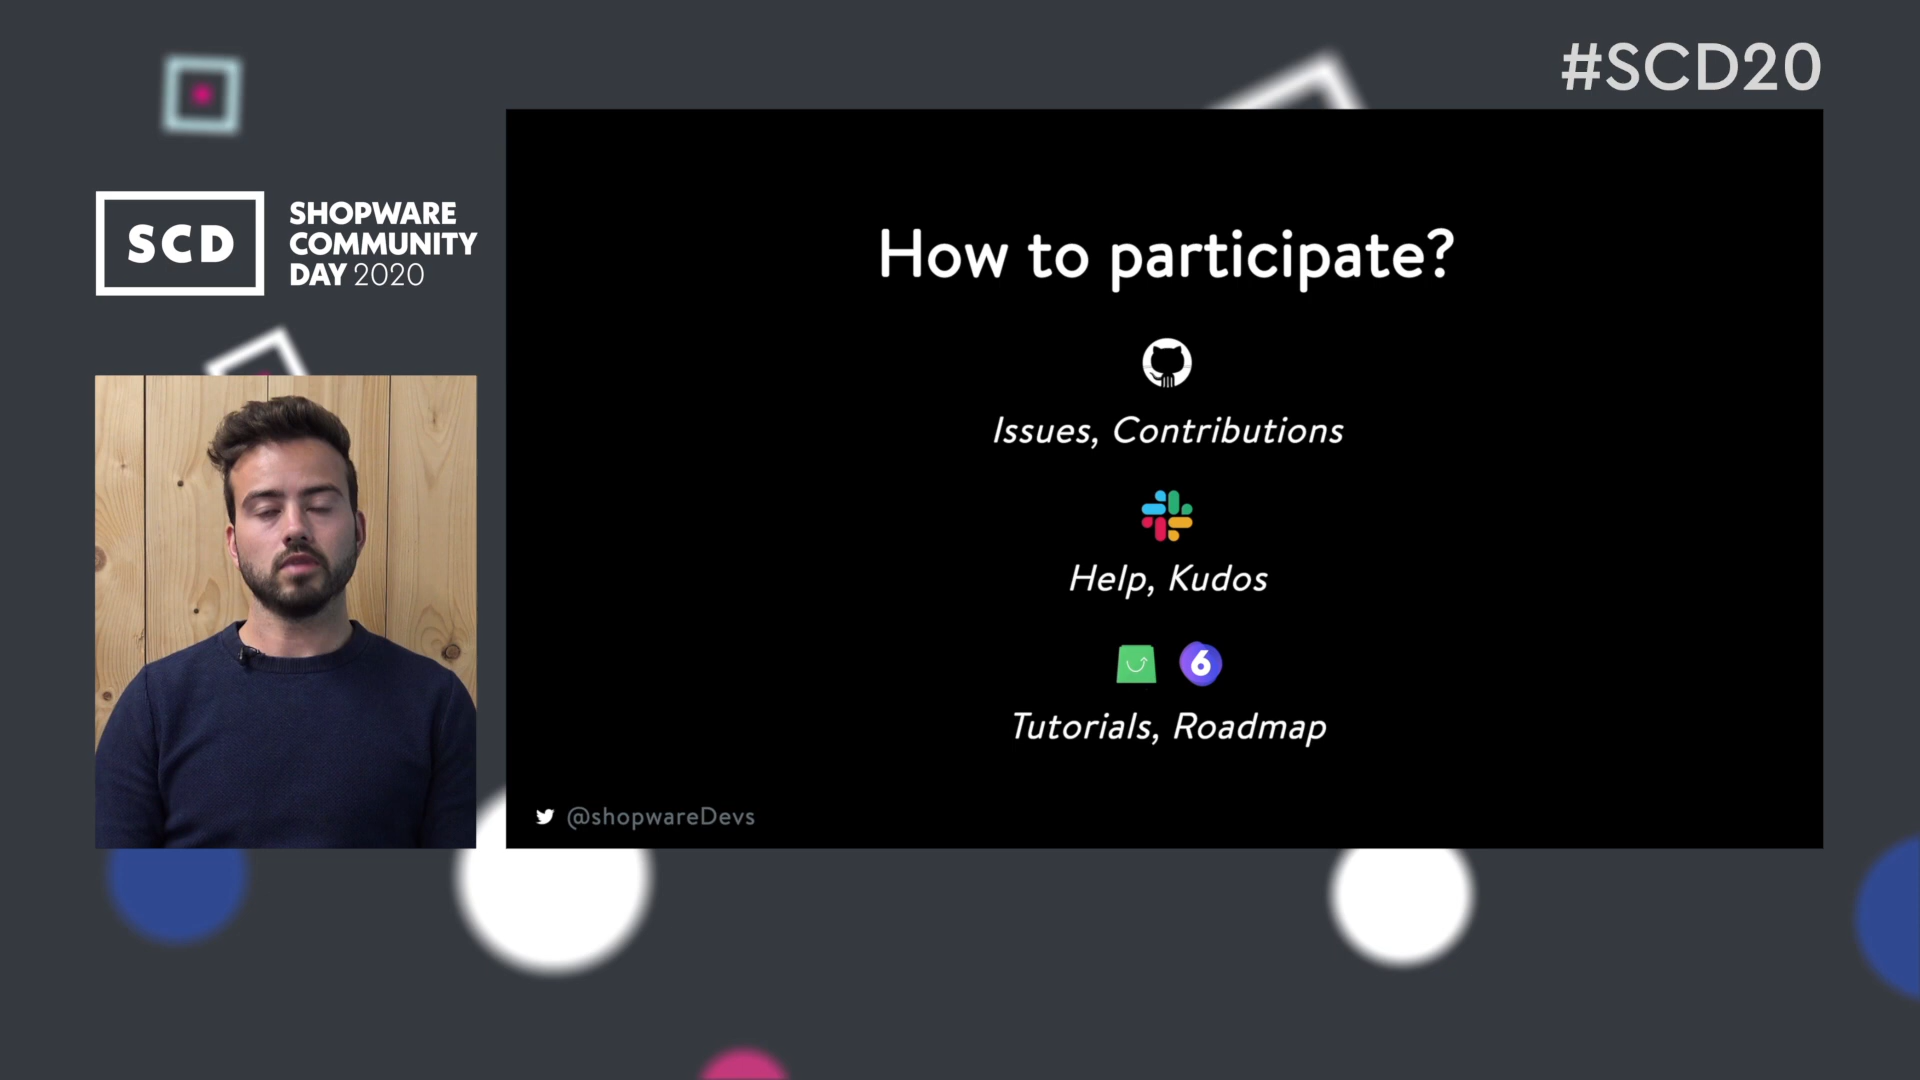 #SCD20
SCD
SHOPWARE
COMMUNITY
DAY 2020
How to participate?
Issues, Contributions
Help, Kudos
6
Tutorials, Roadmap
@shopwareDevs